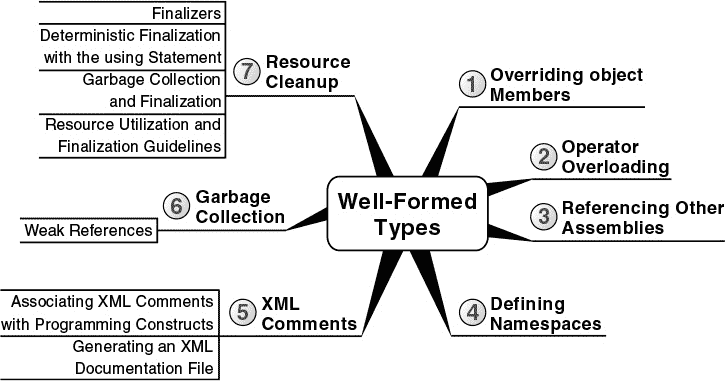 Well-Formed
Types
1 Overriding object
Members
2 Operator
Overloading
3 Referencing Other
Assemblies
4 Defining
Namespaces
5 XML
Comments
Associating XML Comments
with Programming Constructs
Generating an XML
Documentation File
6 Garbage
Collection
Weak References
7 Resource
Cleanup
Finalizers
Deterministic Finalization
with the using Statement
Garbage Collection
and Finalization
Resource Utilization and
Finalization Guidelines